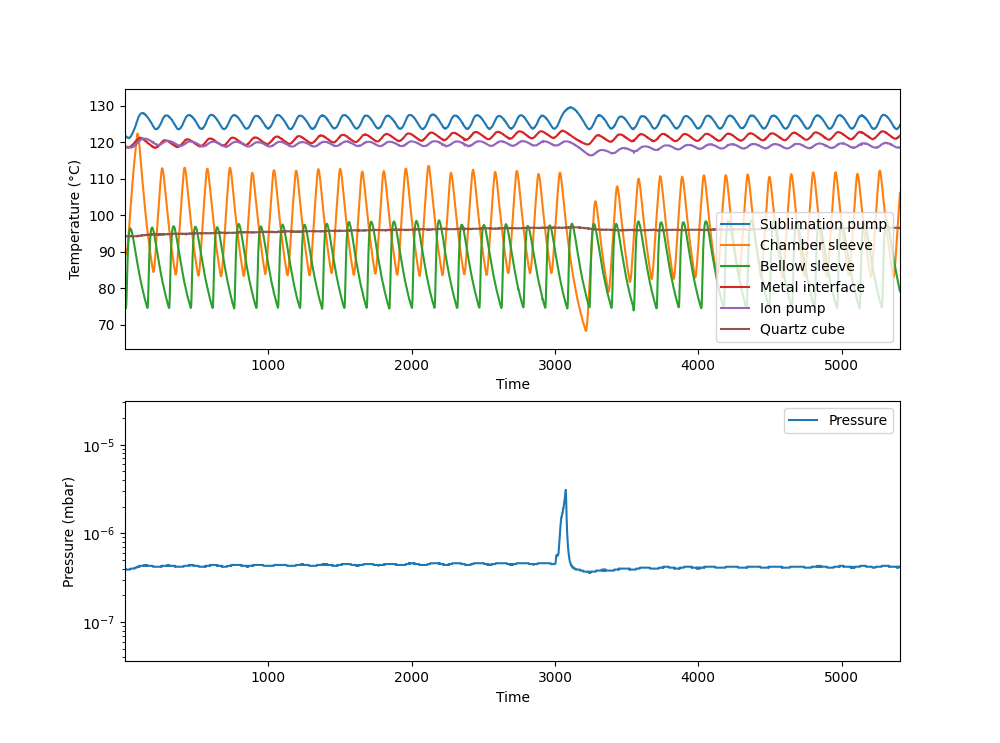 130
120
110
100
90
80
70
Temperature (°C)
Sublimation pump
Chamber sleeve
Bellow sleeve
Metal interface
Ion pump
Quartz cube
1000 2000 3000 4000 5000
Time
10⁻⁵
10⁻⁶
10⁻⁷
Pressure (mbar)
Pressure
1000 2000 3000 4000 5000
Time